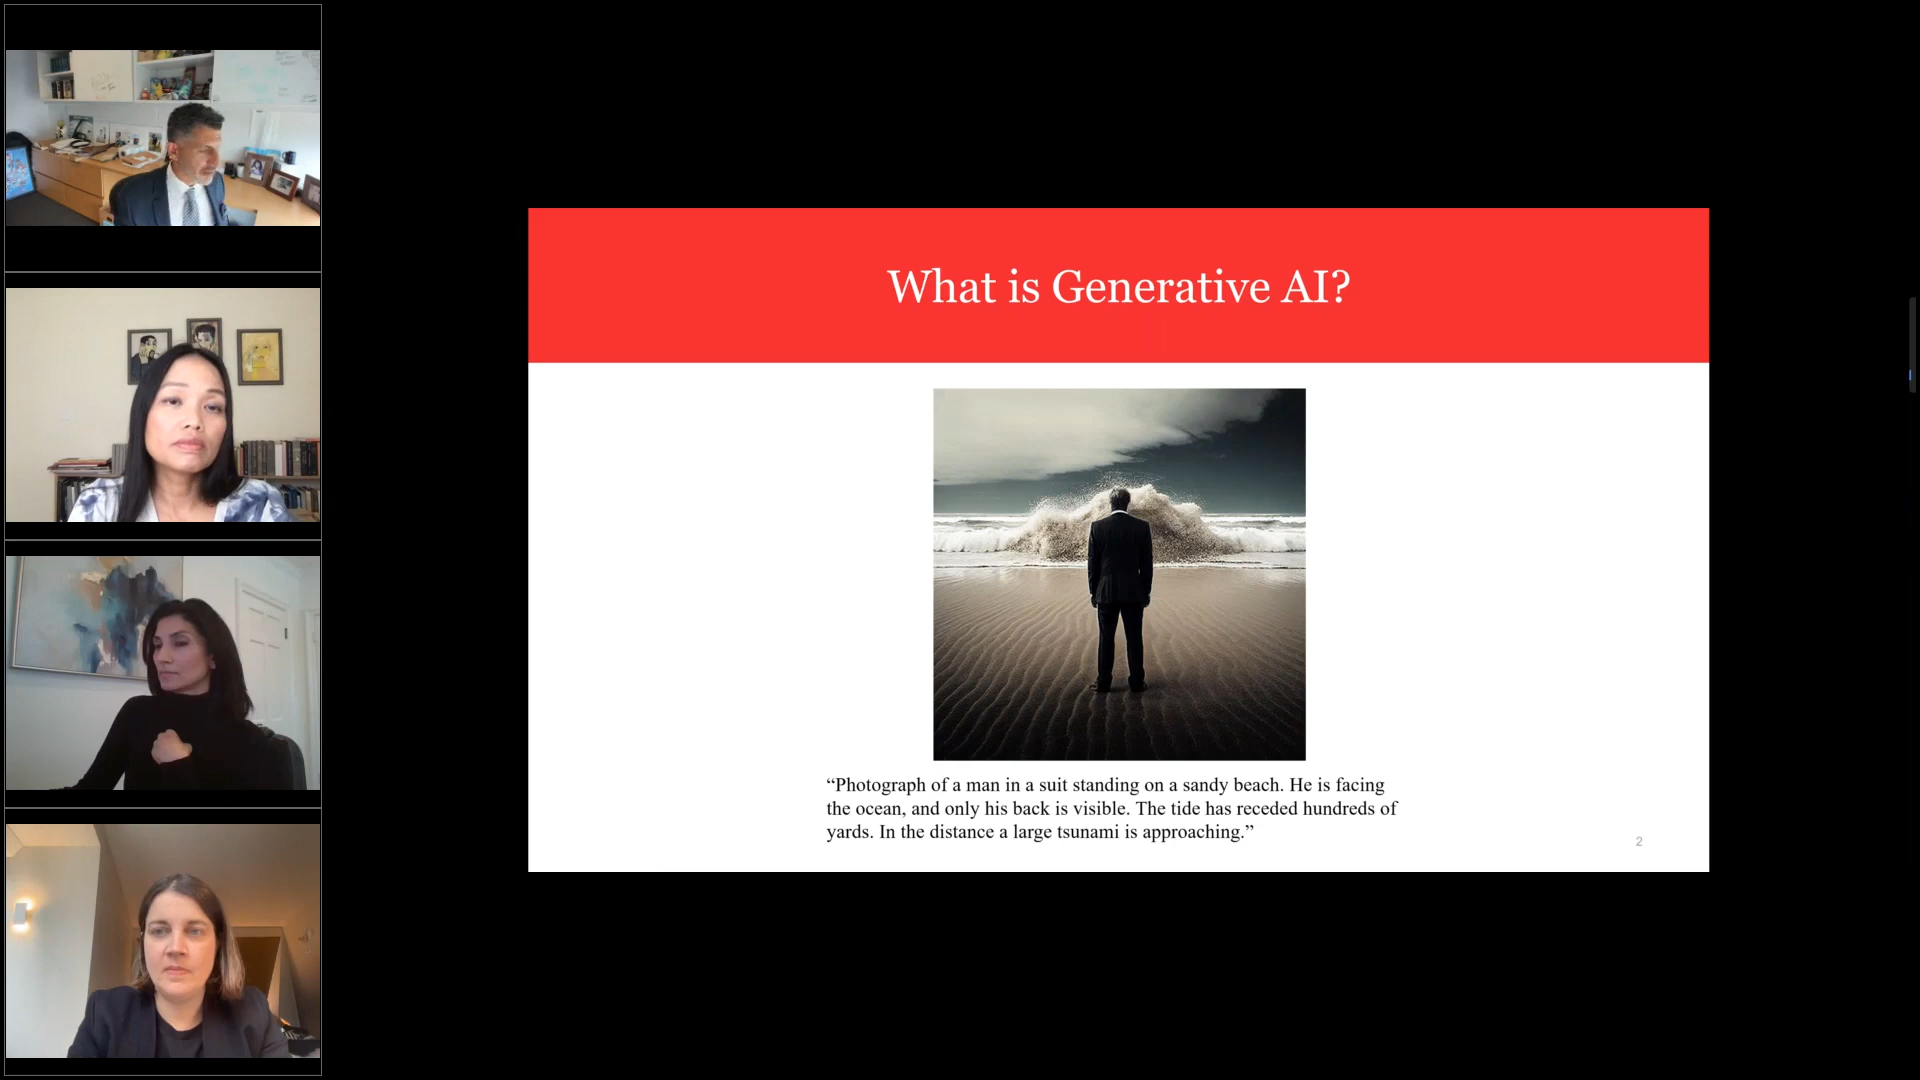 What is Generative AI?
“Photograph of a man in a suit standing on a sandy beach. He is facing
the ocean, and only his back is visible. The tide has receded hundreds of
yards. In the distance a large tsunami is approaching.”
2